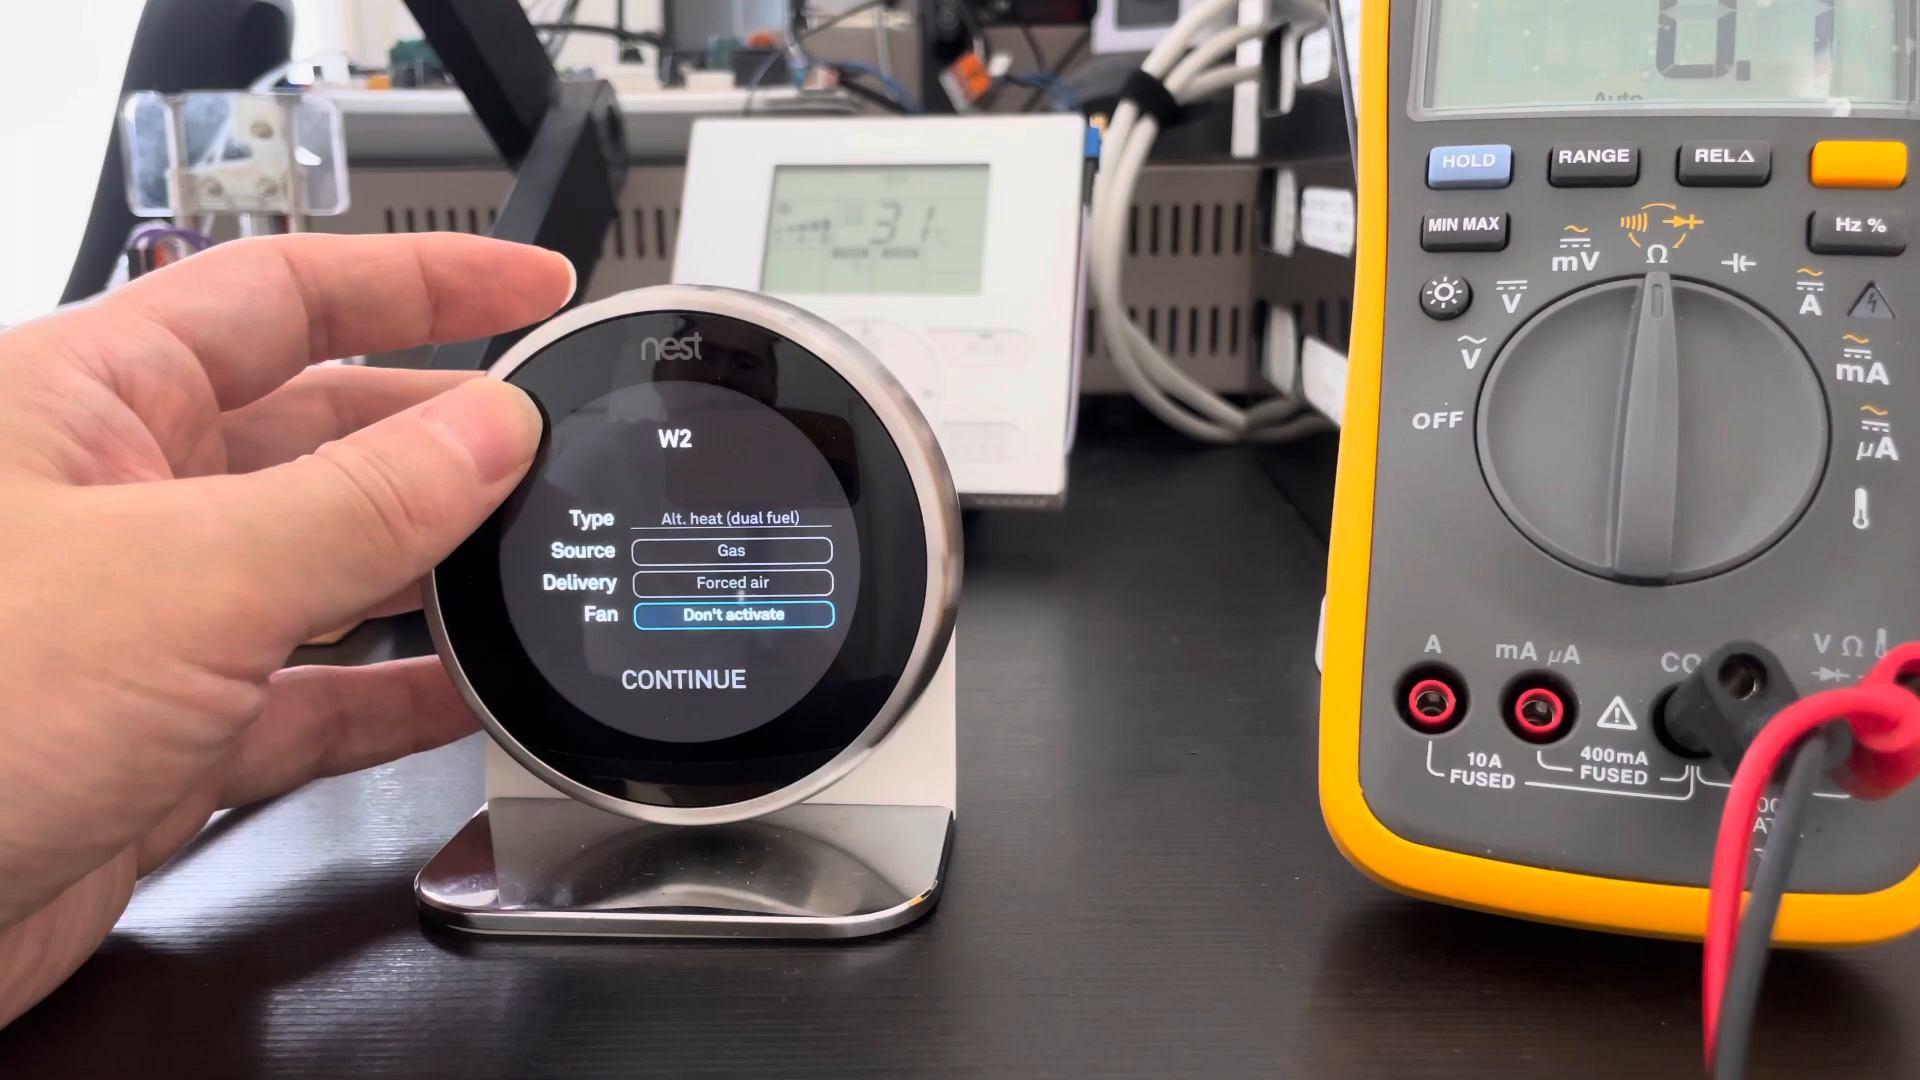 nest
W2
Type Alt. heat (dual fuel)
Source Gas
Delivery Forced air
Fan Don't activate
CONTINUE
31
Auto
HOLD RANGE REL△
MIN MAX Hz %
mV Ω
V A
V mA
OFF µA
A mA µA CO V Ω
10A FUSED
400mA FUSED